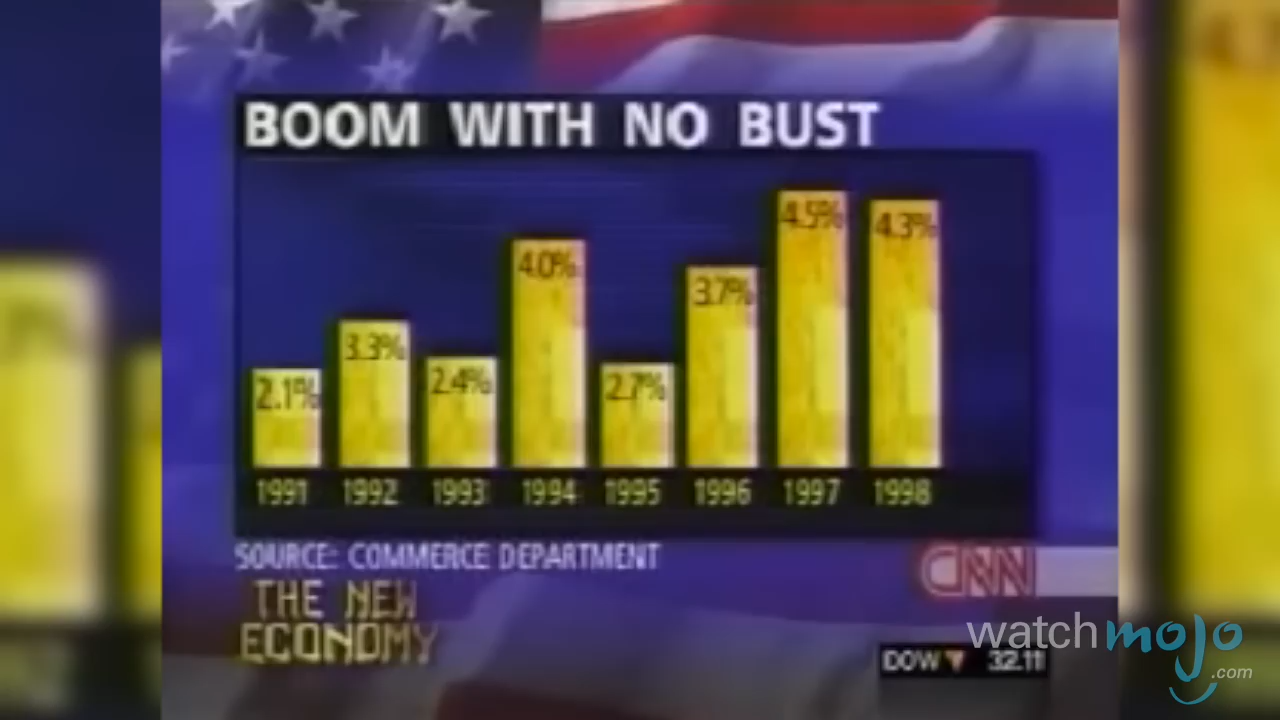 BOOM WITH NO BUST
2.1% 3.3% 2.4% 4.0% 2.7% 3.7% 4.5% 4.3%
1991 1992 1993 1994 1995 1996 1997 1998
SOURCE: COMMERCE DEPARTMENT
THE NEW
ECONOMY
CNN
DOW 32.11
watchmojo
.com